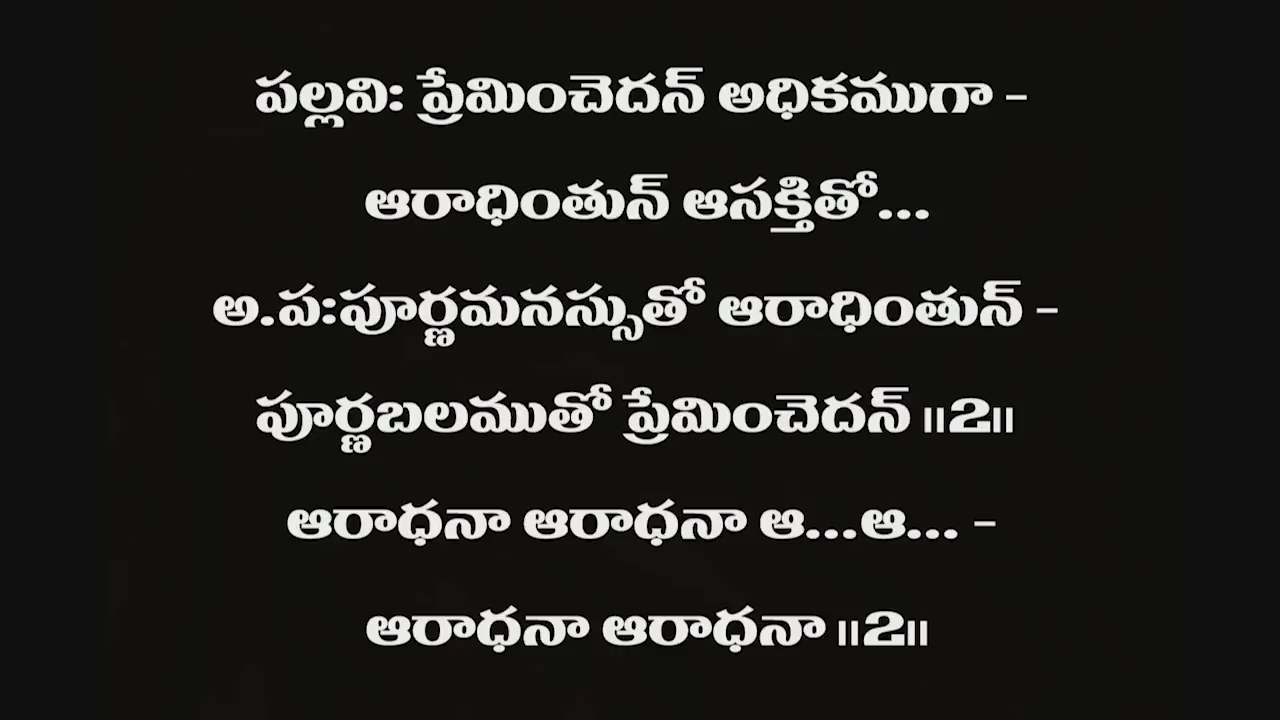 పల్లవి: ప్రేమించెదన్ అధికముగా -
ఆరాధింతున్ ఆసక్తితో...
అ.ప:పూర్ణమనస్సుతో ఆరాధింతున్ -
పూర్ణబలముతో ప్రేమించెదన్ ॥2॥
ఆరాధనా ఆరాధనా ఆ...ఆ... -
ఆరాధనా ఆరాధనా ॥2॥